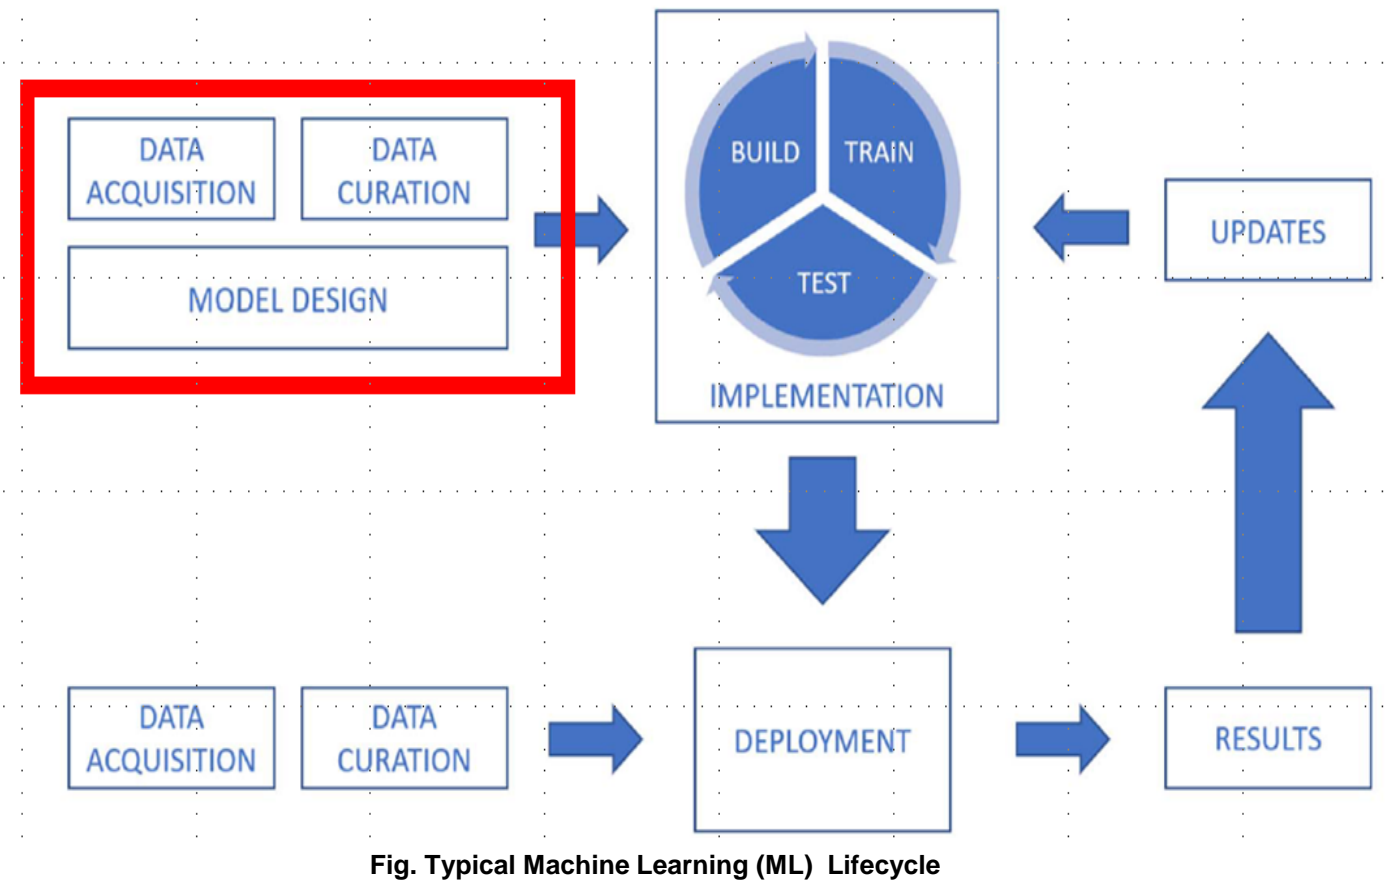 DATA
ACQUISITION
DATA
CURATION
MODEL DESIGN
BUILD
TRAIN
TEST
IMPLEMENTATION
UPDATES
DATA
ACQUISITION
DATA
CURATION
DEPLOYMENT
RESULTS
Fig. Typical Machine Learning (ML) Lifecycle